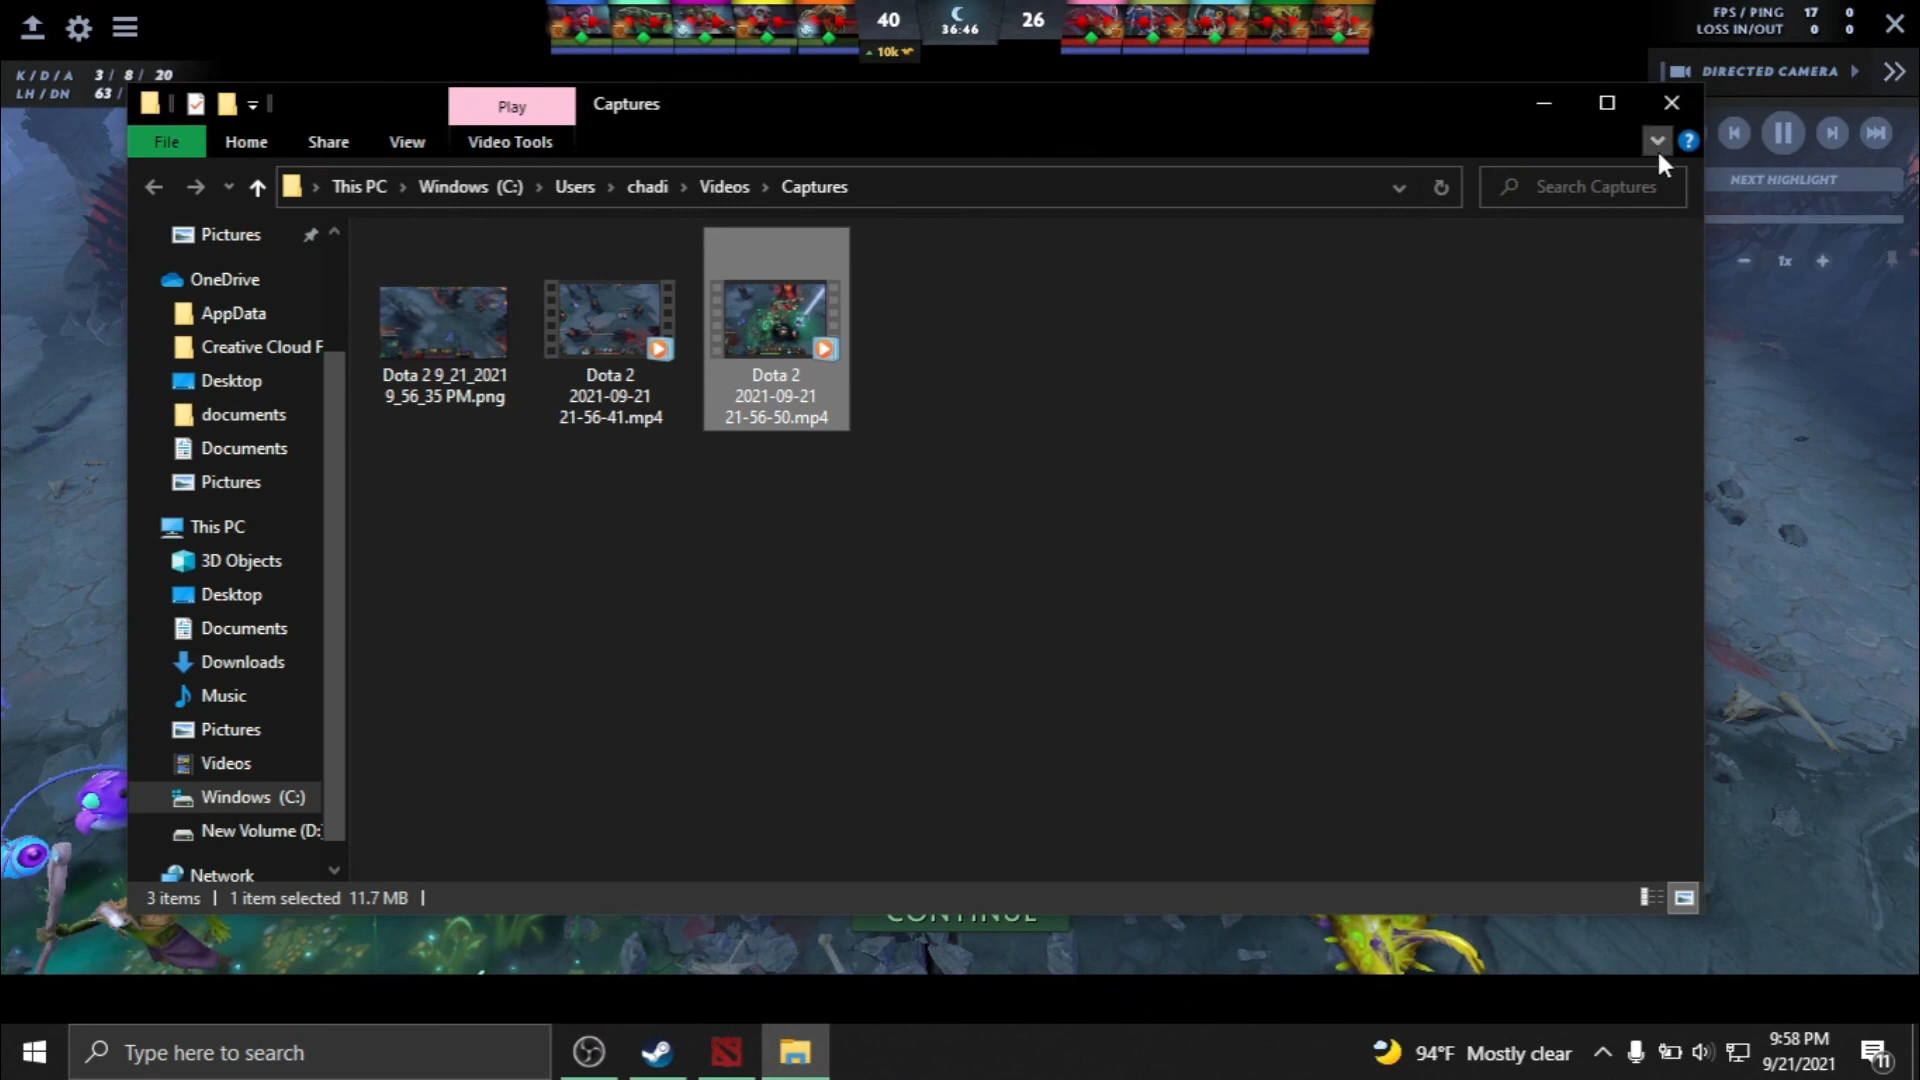 40
36:46
26
10k
FPS / PING 17 0
LOSS IN/OUT 0 0
K / D / A 3 / 8 / 20
LH / DN 63 /
DIRECTED CAMERA
Play
Captures
File
Home
Share
View
Video Tools
This PC
Windows (C:)
Users
chadi
Videos
Captures
Search Captures
NEXT HIGHLIGHT
1x
Pictures
OneDrive
AppData
Creative Cloud F
Desktop
documents
Documents
Pictures
This PC
3D Objects
Desktop
Documents
Downloads
Music
Pictures
Videos
Windows (C:)
New Volume (D:
Network
Dota 2 9_21_2021
9_56_35 PM.png
Dota 2
2021-09-21
21-56-41.mp4
Dota 2
2021-09-21
21-56-50.mp4
3 items
1 item selected 11.7 MB
CONTINUE
Type here to search
94°F Mostly clear
9:58 PM
9/21/2021
11